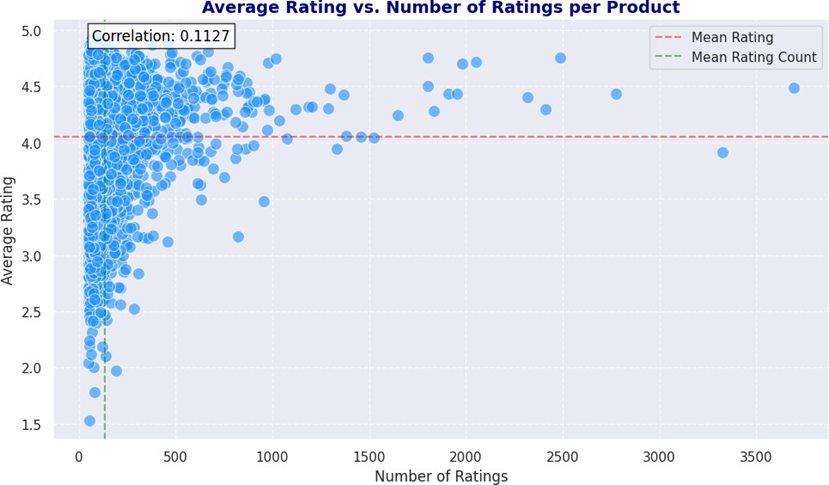 Average Rating vs. Number of Ratings per Product
Correlation: 0.1127
Mean Rating
Mean Rating Count
5.0
4.5
4.0
3.5
3.0
2.5
2.0
1.5
Average Rating
0 500 1000 1500 2000 2500 3000 3500
Number of Ratings